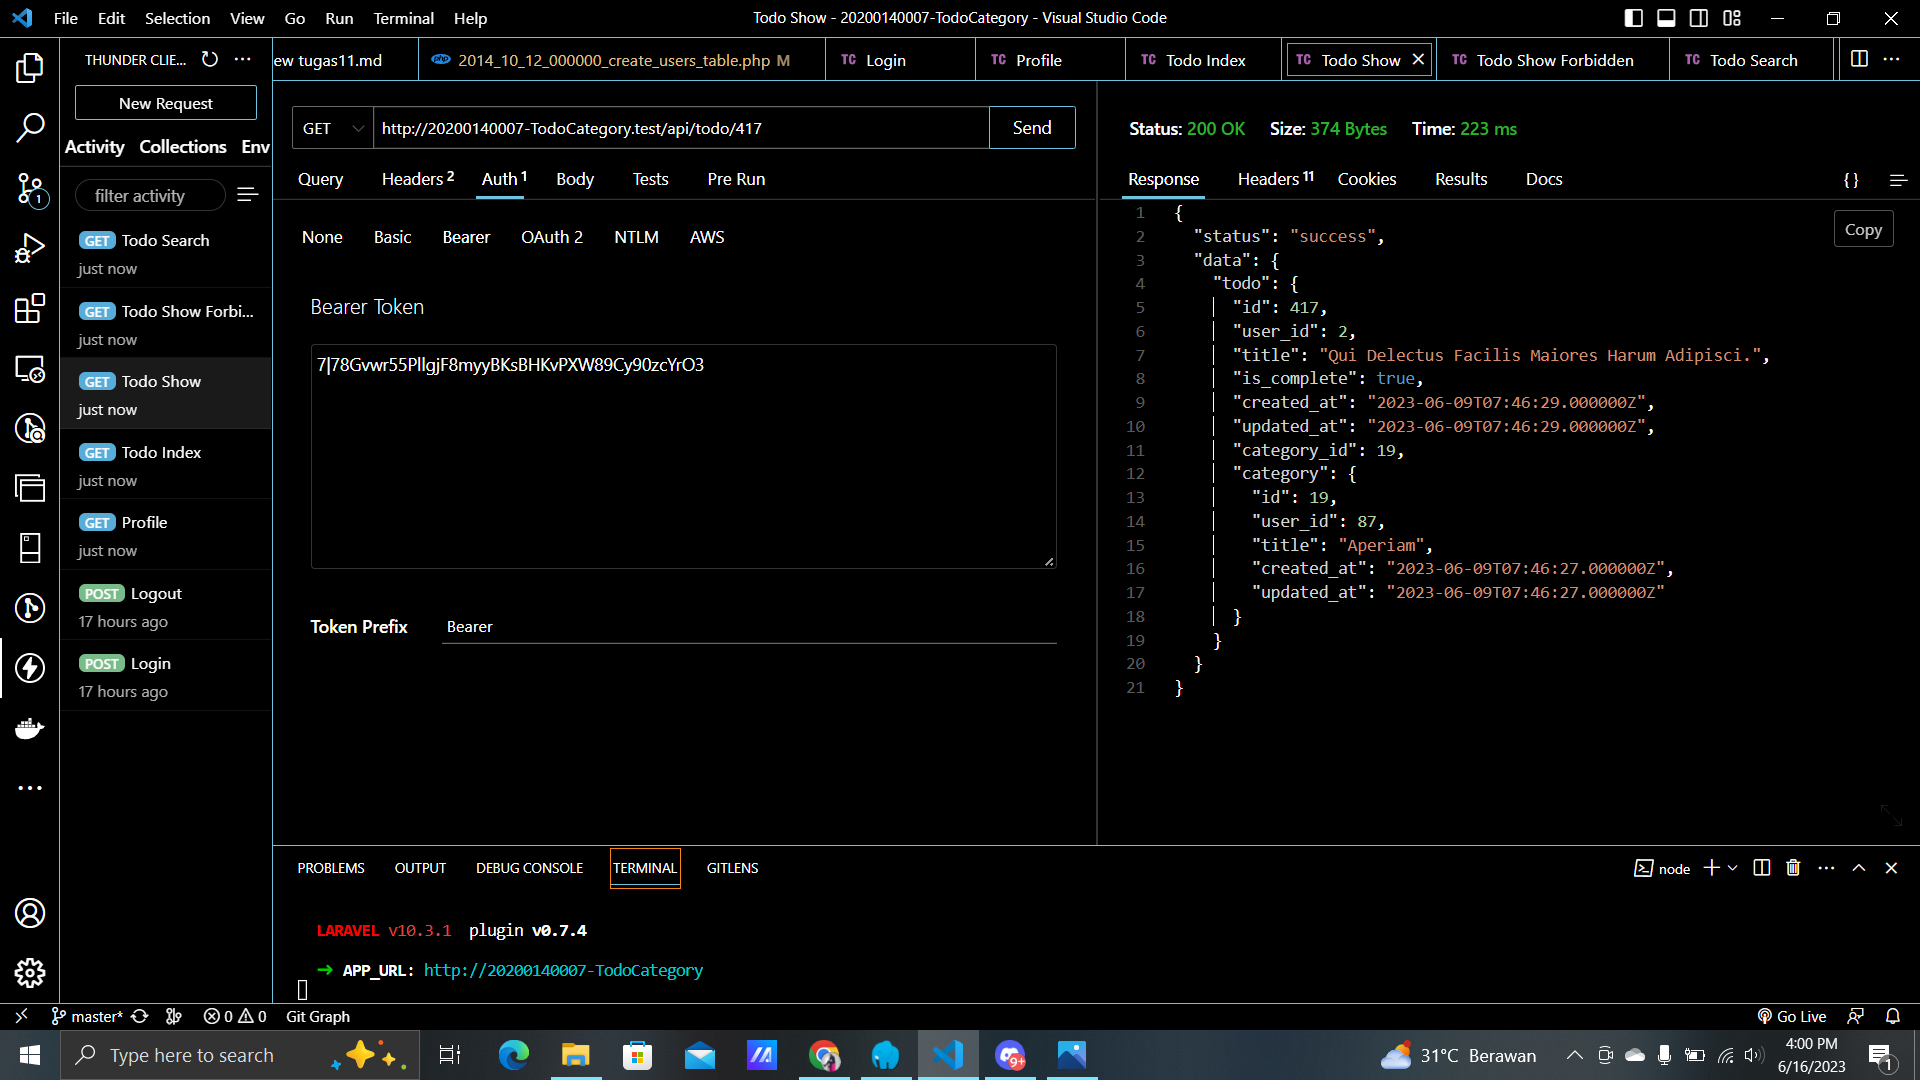 File Edit Selection View Go Run Terminal Help
Todo Show - 20200140007-TodoCategory - Visual Studio Code
THUNDER CLIE...
ew tugas11.md
php 2014_10_12_000000_create_users_table.php M
TC Login
TC Profile
TC Todo Index
TC Todo Show
TC Todo Show Forbidden
TC Todo Search
New Request
Activity Collections Env
filter activity
GET Todo Search
just now
GET Todo Show Forbi...
just now
GET Todo Show
just now
GET Todo Index
just now
GET Profile
just now
POST Logout
17 hours ago
POST Login
17 hours ago
1
GET
http://20200140007-TodoCategory.test/api/todo/417
Send
Query Headers 2 Auth 1 Body Tests Pre Run
None Basic Bearer OAuth 2 NTLM AWS
Bearer Token
7|78Gvwr55PllgjF8myyBKsBHKvPXW89Cy90zcYrO3
Token Prefix Bearer
Status: 200 OK Size: 374 Bytes Time: 223 ms
Response Headers 11 Cookies Results Docs {}
Copy
1 {
2 "status": "success",
3 "data": {
4 "todo": {
5 "id": 417,
6 "user_id": 2,
7 "title": "Qui Delectus Facilis Maiores Harum Adipisci.",
8 "is_complete": true,
9 "created_at": "2023-06-09T07:46:29.000000Z",
10 "updated_at": "2023-06-09T07:46:29.000000Z",
11 "category_id": 19,
12 "category": {
13 "id": 19,
14 "user_id": 87,
15 "title": "Aperiam",
16 "created_at": "2023-06-09T07:46:27.000000Z",
17 "updated_at": "2023-06-09T07:46:27.000000Z"
18 }
19 }
20 }
21 }
PROBLEMS OUTPUT DEBUG CONSOLE TERMINAL GITLENS
node
LARAVEL v10.3.1 plugin v0.7.4
➜ APP_URL: http://20200140007-TodoCategory
master* 0 0 Git Graph
Go Live
Type here to search
9+
31°C Berawan
4:00 PM
6/16/2023
1